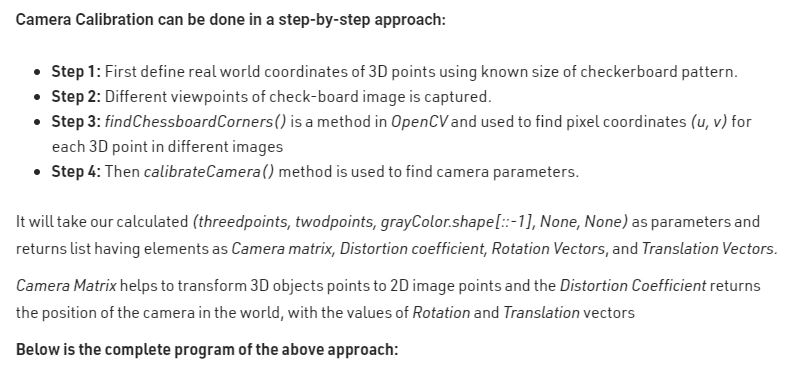 Camera Calibration can be done in a step-by-step approach:
• Step 1: First define real world coordinates of 3D points using known size of checkerboard pattern.
• Step 2: Different viewpoints of check-board image is captured.
• Step 3: findChessboardCorners() is a method in OpenCV and used to find pixel coordinates (u, v) for
each 3D point in different images
• Step 4: Then calibrateCamera() method is used to find camera parameters.
It will take our calculated (threedpoints, twodpoints, grayColor.shape[::-1], None, None) as parameters and
returns list having elements as Camera matrix, Distortion coefficient, Rotation Vectors, and Translation Vectors.
Camera Matrix helps to transform 3D objects points to 2D image points and the Distortion Coefficient returns
the position of the camera in the world, with the values of Rotation and Translation vectors
Below is the complete program of the above approach: